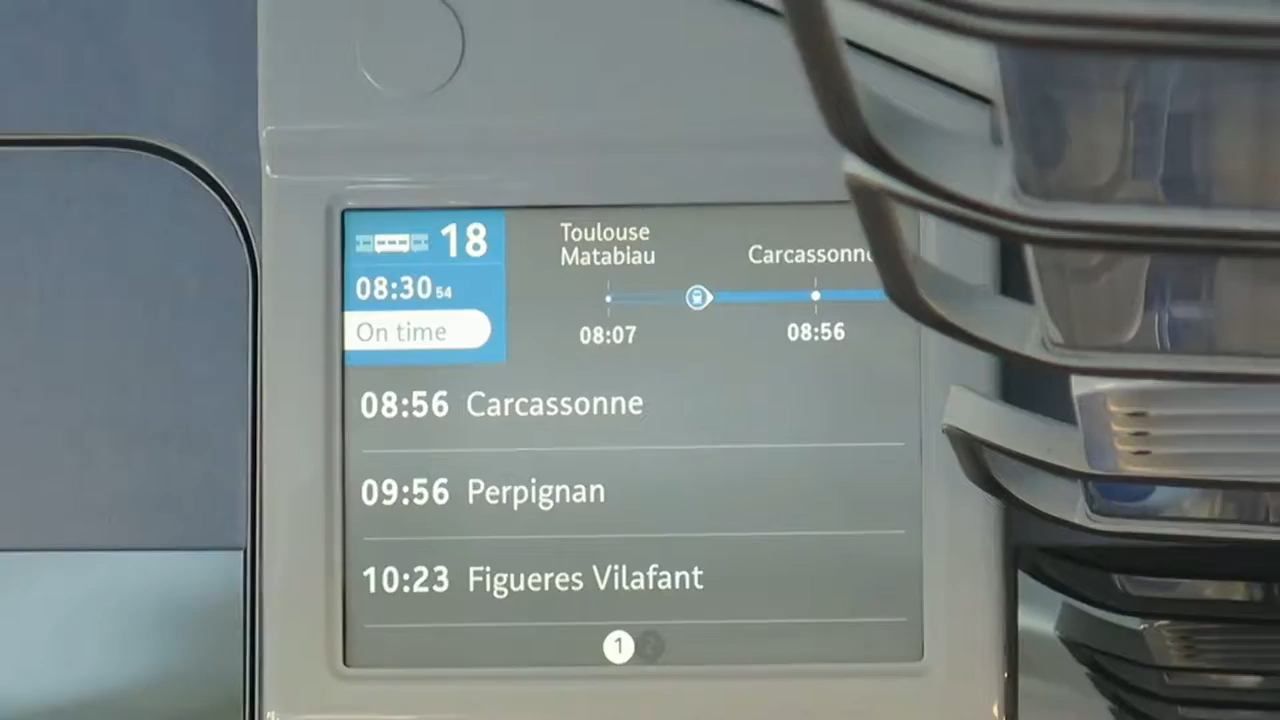 18
08:30 54
On time
Toulouse
Matabiau
Carcassonne
08:07
08:56
08:56 Carcassonne
09:56 Perpignan
10:23 Figueres Vilafant
1 2